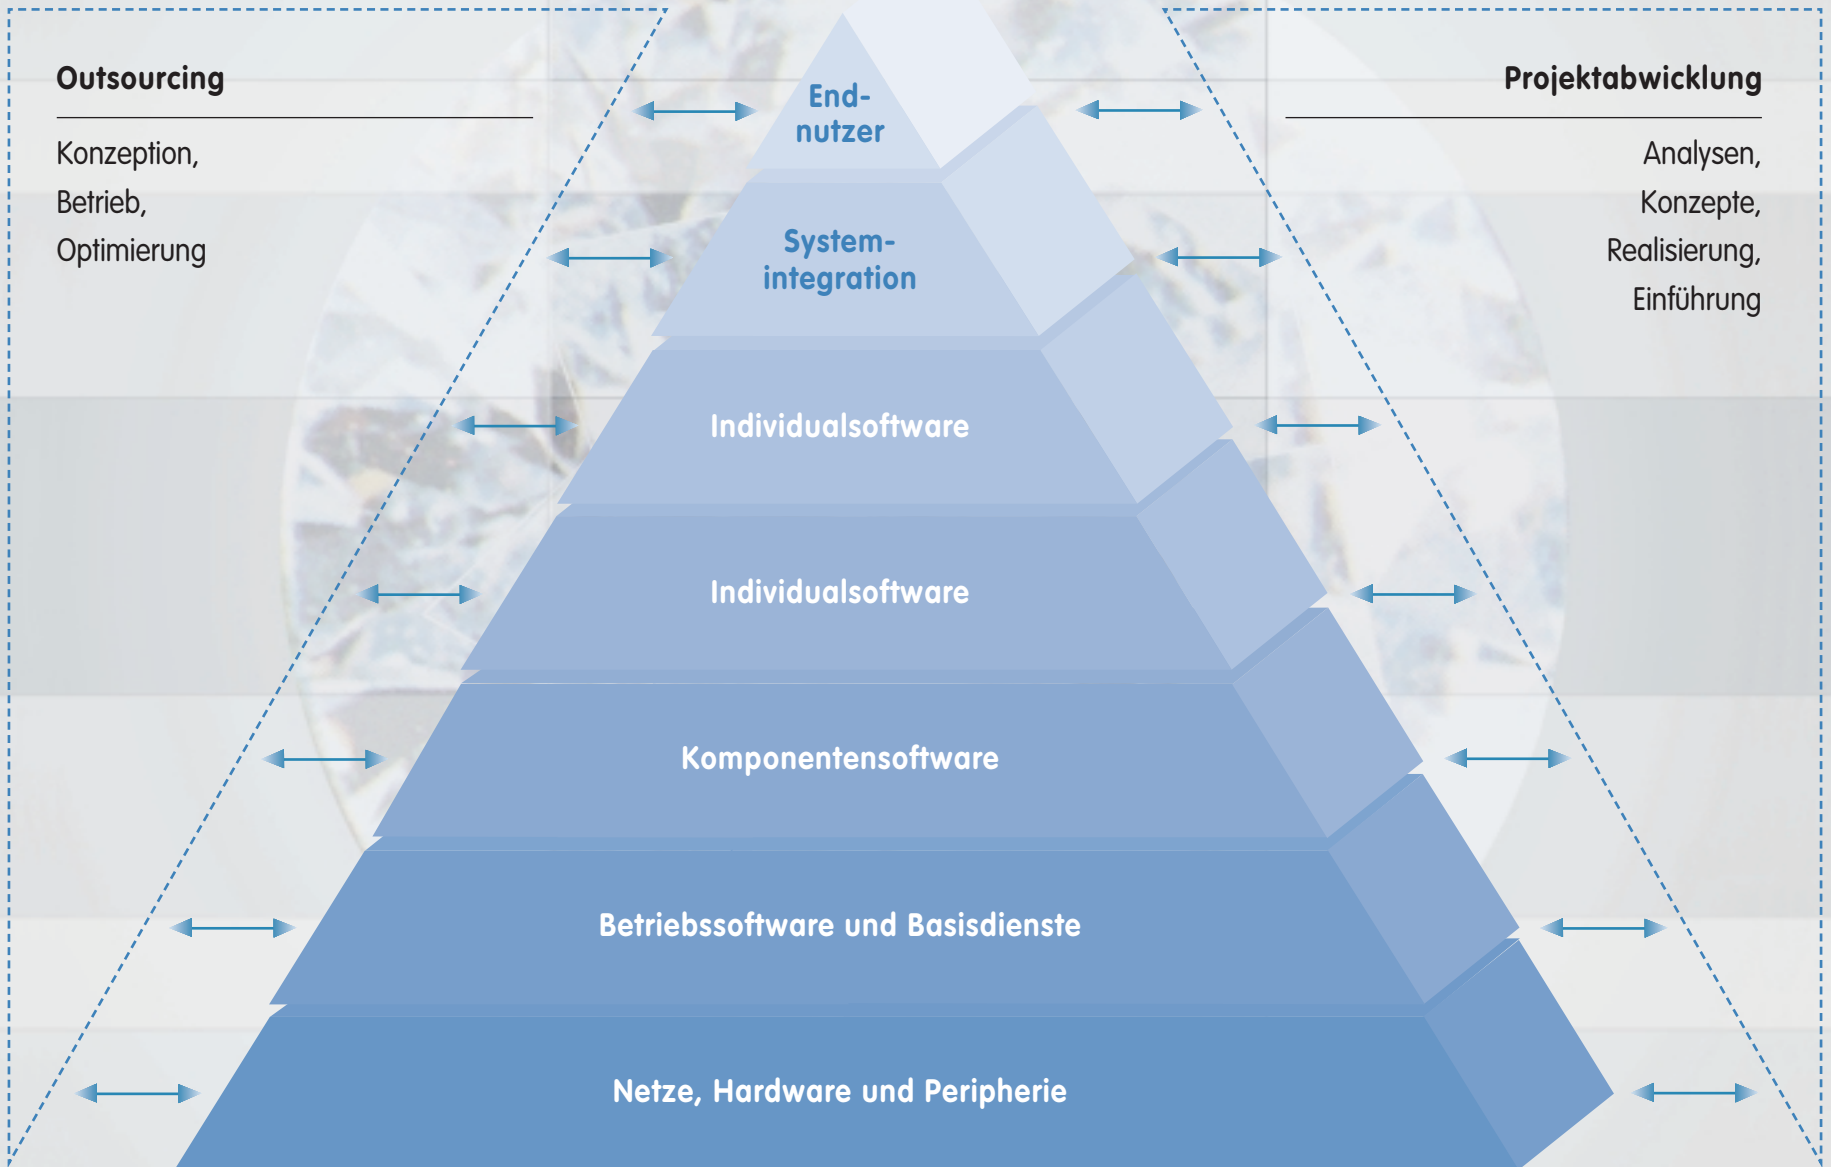 Outsourcing
Konzeption,
Betrieb,
Optimierung
Projektabwicklung
Analysen,
Konzepte,
Realisierung,
Einführung
End-
nutzer
System-
integration
Individualsoftware
Individualsoftware
Komponentensoftware
Betriebssoftware und Basisdienste
Netze, Hardware und Peripherie